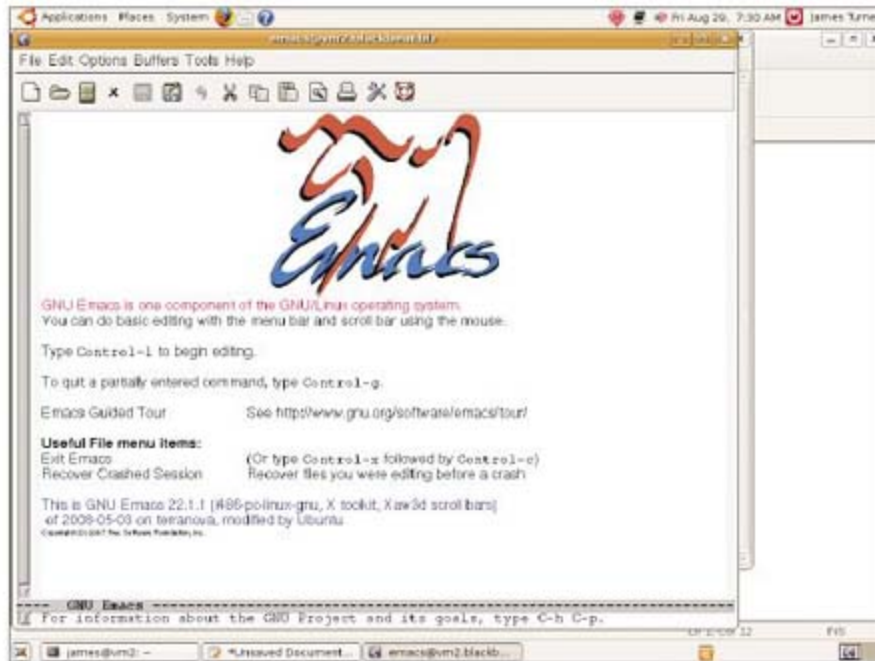 Applications Places System
Fri Aug 29, 7:30 AM
James Turne
File Edit Options Buffers Tools Help
Emacs
GNU Emacs is one component of the GNU/Linux operating system.
You can do basic editing with the menu bar and scroll bar using the mouse.
Type Control-l to begin editing.
To quit a partially entered command, type Control-g.
Emacs Guided Tour See http://www.gnu.org/software/emacs/tour/
Useful File menu items:
Exit Emacs (Or type Control-x followed by Control-c)
Recover Crashed Session Recover files you were editing before a crash
This is GNU Emacs 22.1.1 (i486-pc-linux-gnu, X toolkit, Xaw3d scroll bars)
of 2008-05-03 on terranova, modified by Ubuntu
GNU Emacs
For information about the GNU Project and its goals, type C-h C-p.
james@vm2: ~
*Unsaved Document...
emacs@vm2.blackb...